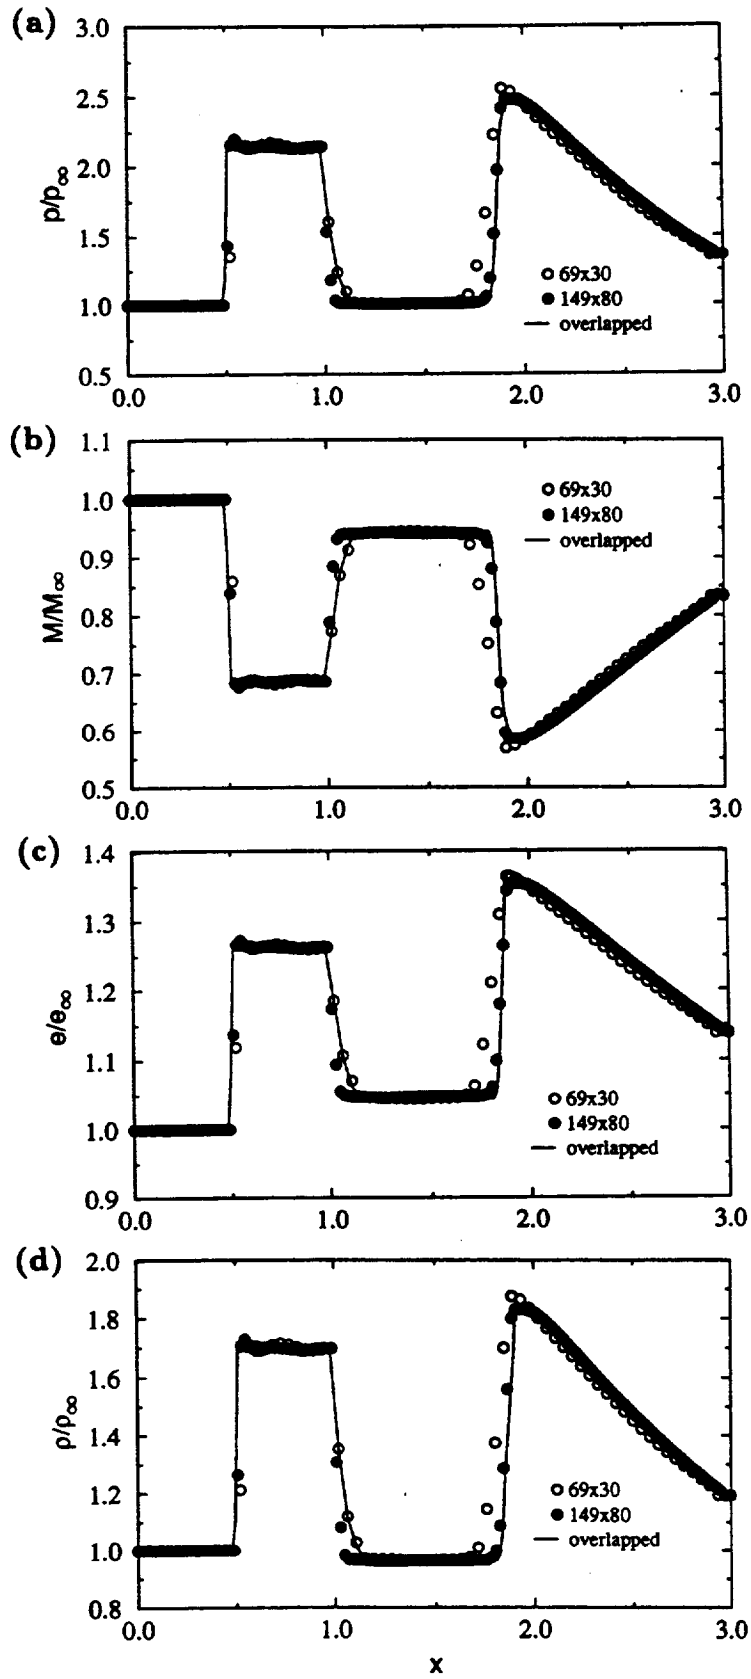 (a)
3.0
2.5
2.0
1.5
1.0
0.5
p/p∞
69x30
149x80
overlapped
0.0 1.0 2.0 3.0
(b)
1.1
1.0
0.9
0.8
0.7
0.6
0.5
M/M∞
69x30
149x80
overlapped
0.0 1.0 2.0 3.0
(c)
1.4
1.3
1.2
1.1
1.0
0.9
e/e∞
69x30
149x80
overlapped
0.0 1.0 2.0 3.0
(d)
2.0
1.8
1.6
1.4
1.2
1.0
0.8
ρ/ρ∞
69x30
149x80
overlapped
0.0 1.0 2.0 3.0
x